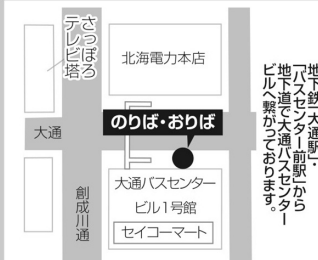 地下鉄「大通駅」・
「バスセンター前駅」から
地下道で大通バスセンター
ビルへ繋がっております。
さっぽろ
テレビ塔
北海電力本店
のりば・おりば
大通
創成川通
大通バスセンター
ビル1号館
セイコーマート